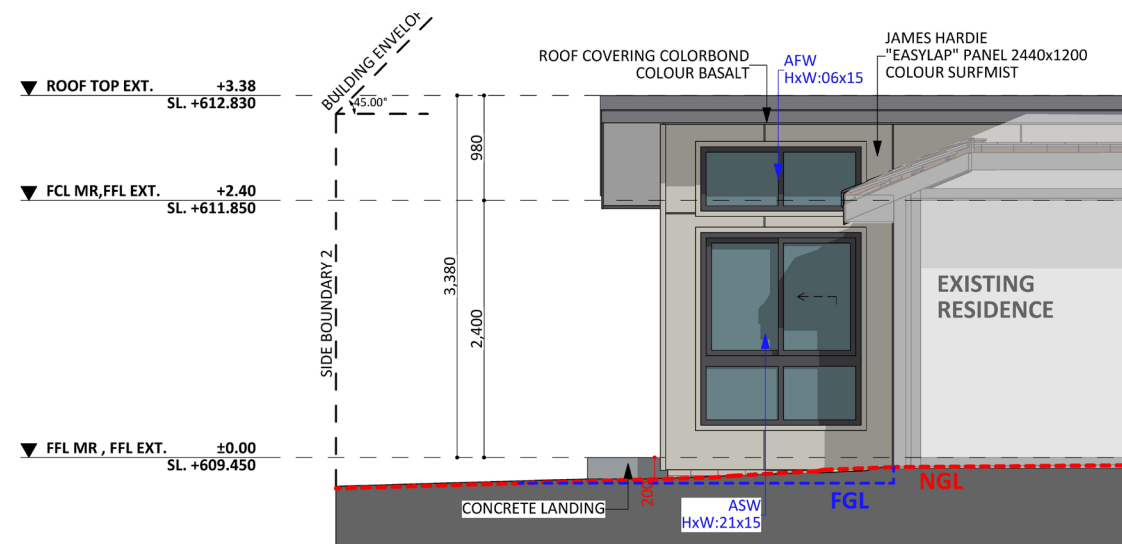 BUILDING ENVELOP
45.00°
ROOF TOP EXT. +3.38
SL. +612.830
FCL MR,FFL EXT. +2.40
SL. +611.850
FFL MR , FFL EXT. ±0.00
SL. +609.450
SIDE BOUNDARY 2
3,380
980
2,400
ROOF COVERING COLORBOND
COLOUR BASALT
AFW
HxW:06x15
JAMES HARDIE
"EASYLAP" PANEL 2440x1200
COLOUR SURFMIST
EXISTING
RESIDENCE
CONCRETE LANDING
200
ASW
HxW:21x15
FGL
NGL